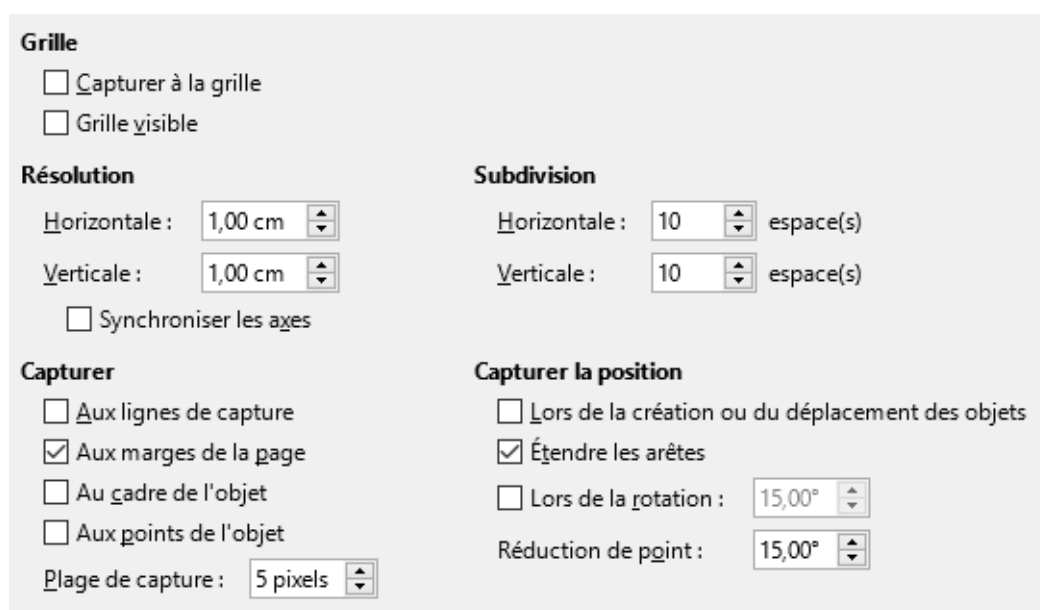 Grille
Capturer à la grille
Grille visible
Résolution
Horizontale : 1,00 cm
Verticale : 1,00 cm
Synchroniser les axes
Subdivision
Horizontale : 10 espace(s)
Verticale : 10 espace(s)
Capturer
Aux lignes de capture
Aux marges de la page
Au cadre de l'objet
Aux points de l'objet
Plage de capture : 5 pixels
Capturer la position
Lors de la création ou du déplacement des objets
Étendre les arêtes
Lors de la rotation : 15,00°
Réduction de point : 15,00°